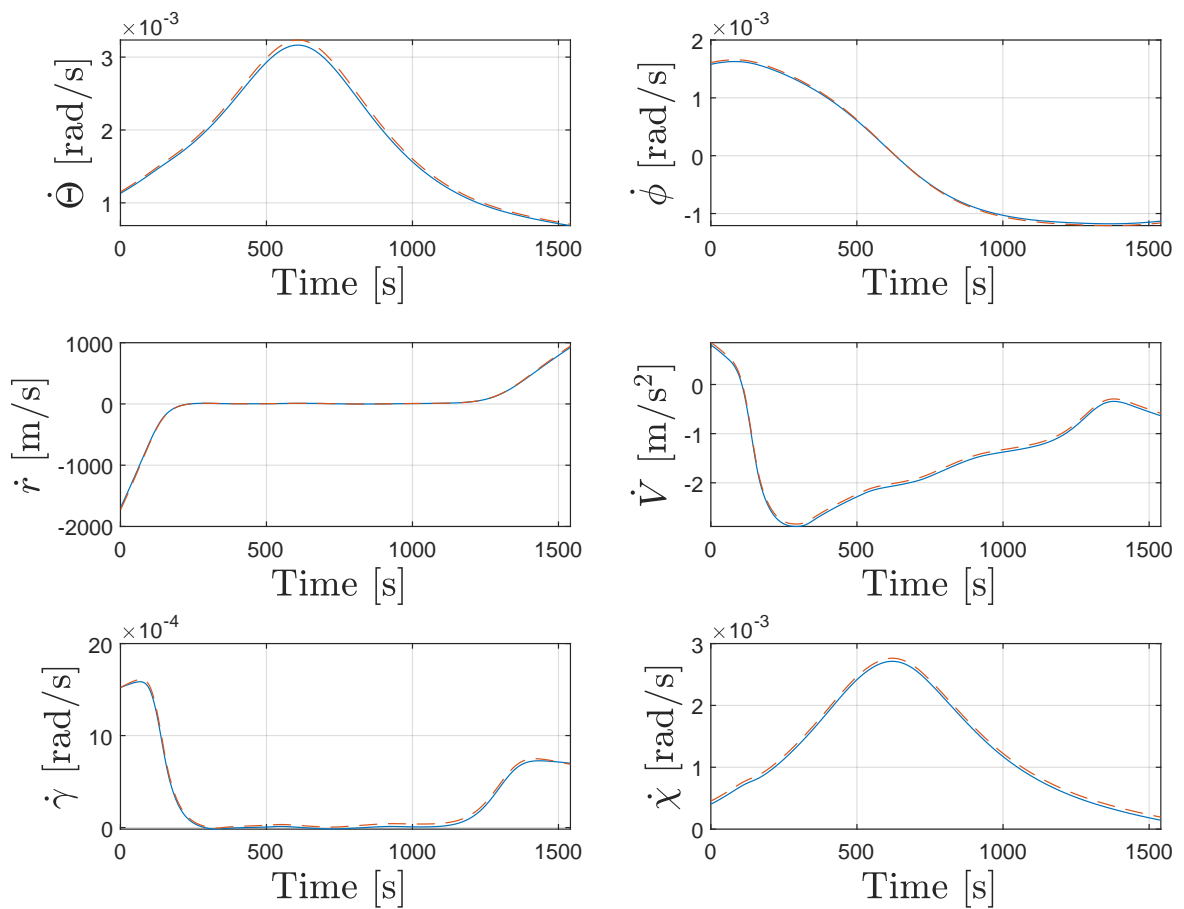 ×10⁻³
3
2
1
Θ̇ [rad/s]
0 500 1000 1500
Time [s]
2
×10⁻³
1
0
-1
ϕ̇ [rad/s]
0 500 1000 1500
Time [s]
1000
0
-1000
-2000
ṙ [m/s]
0 500 1000 1500
Time [s]
0
-1
-2
V̇ [m/s²]
0 500 1000 1500
Time [s]
20
×10⁻⁴
10
0
γ̇ [rad/s]
0 500 1000 1500
Time [s]
3
×10⁻³
2
1
0
χ̇ [rad/s]
0 500 1000 1500
Time [s]